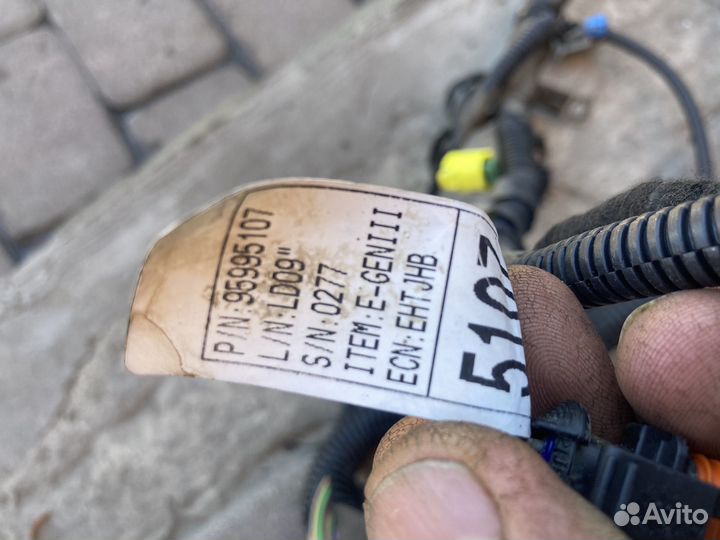 P/N:95995107
L/N:LD09"
S/N:0277
ITEM:E-GENIII
ECN:EHTJHB
5107
Avito